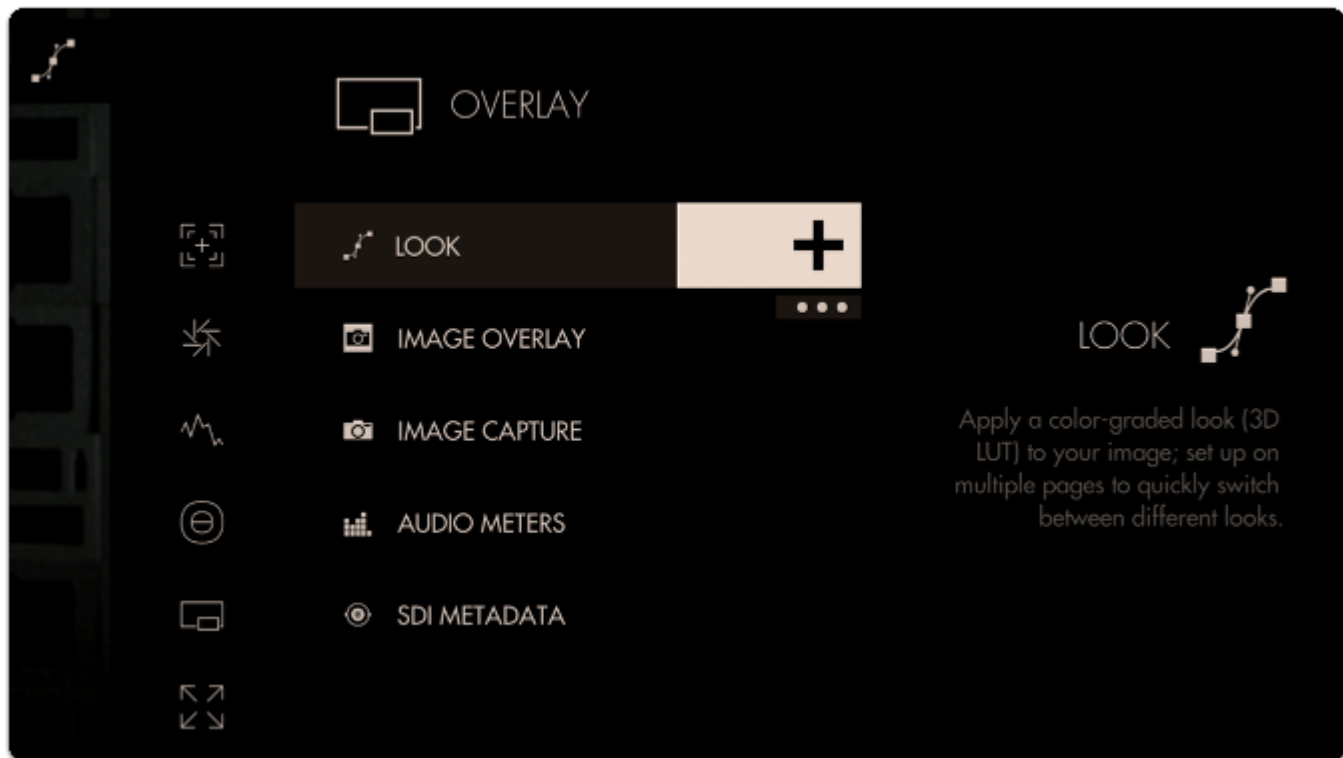 OVERLAY
LOOK
IMAGE OVERLAY
IMAGE CAPTURE
AUDIO METERS
SDI METADATA
LOOK
Apply a color-graded look (3D
LUT) to your image; set up on
multiple pages to quickly switch
between different looks.